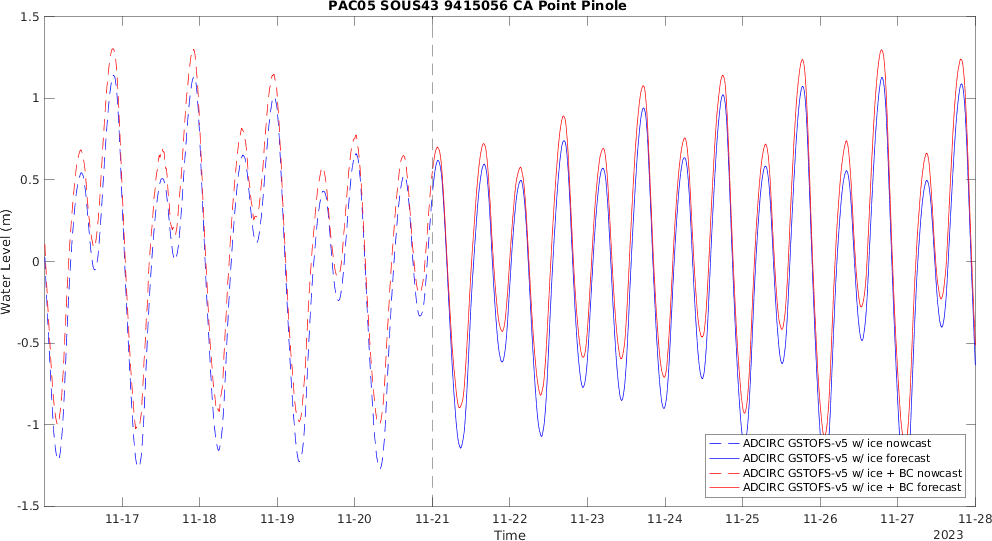 PAC05 SOUS43 9415056 CA Point Pinole
1.5
1
0.5
0
-0.5
-1
-1.5
Water Level (m)
ADCIRC GSTOFS-v5 w/ ice nowcast
ADCIRC GSTOFS-v5 w/ ice forecast
ADCIRC GSTOFS-v5 w/ ice + BC nowcast
ADCIRC GSTOFS-v5 w/ ice + BC forecast
11-17 11-18 11-19 11-20 11-21 11-22 11-23 11-24 11-25 11-26 11-27 11-28
Time
2023